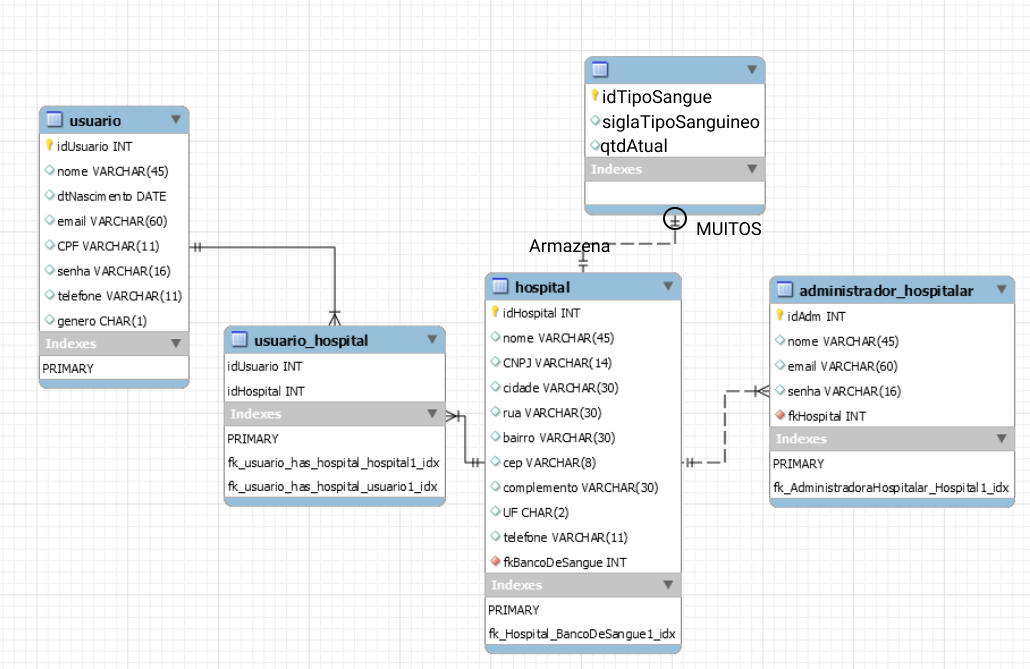 idTipoSangue
siglaTipoSanguineo
qtdAtual
Indexes
usuario
idUsuario INT
nome VARCHAR(45)
dtNascimento DATE
email VARCHAR(60)
CPF VARCHAR(11)
senha VARCHAR(16)
telefone VARCHAR(11)
genero CHAR(1)
Indexes
PRIMARY
MUITOS
Armazena
usuario_hospital
idUsuario INT
idHospital INT
Indexes
PRIMARY
fk_usuario_has_hospital_hospital1_idx
fk_usuario_has_hospital_usuario1_idx
hospital
idHospital INT
nome VARCHAR(45)
CNPJ VARCHAR(14)
cidade VARCHAR(30)
rua VARCHAR(30)
bairro VARCHAR(30)
cep VARCHAR(8)
complemento VARCHAR(30)
UF CHAR(2)
telefone VARCHAR(11)
fkBancoDeSangue INT
Indexes
PRIMARY
fk_Hospital_BancoDeSangue1_idx
administrador_hospitalar
idAdm INT
nome VARCHAR(45)
email VARCHAR(60)
senha VARCHAR(16)
fkHospital INT
Indexes
PRIMARY
fk_AdministradoraHospitalar_Hospital1_idx